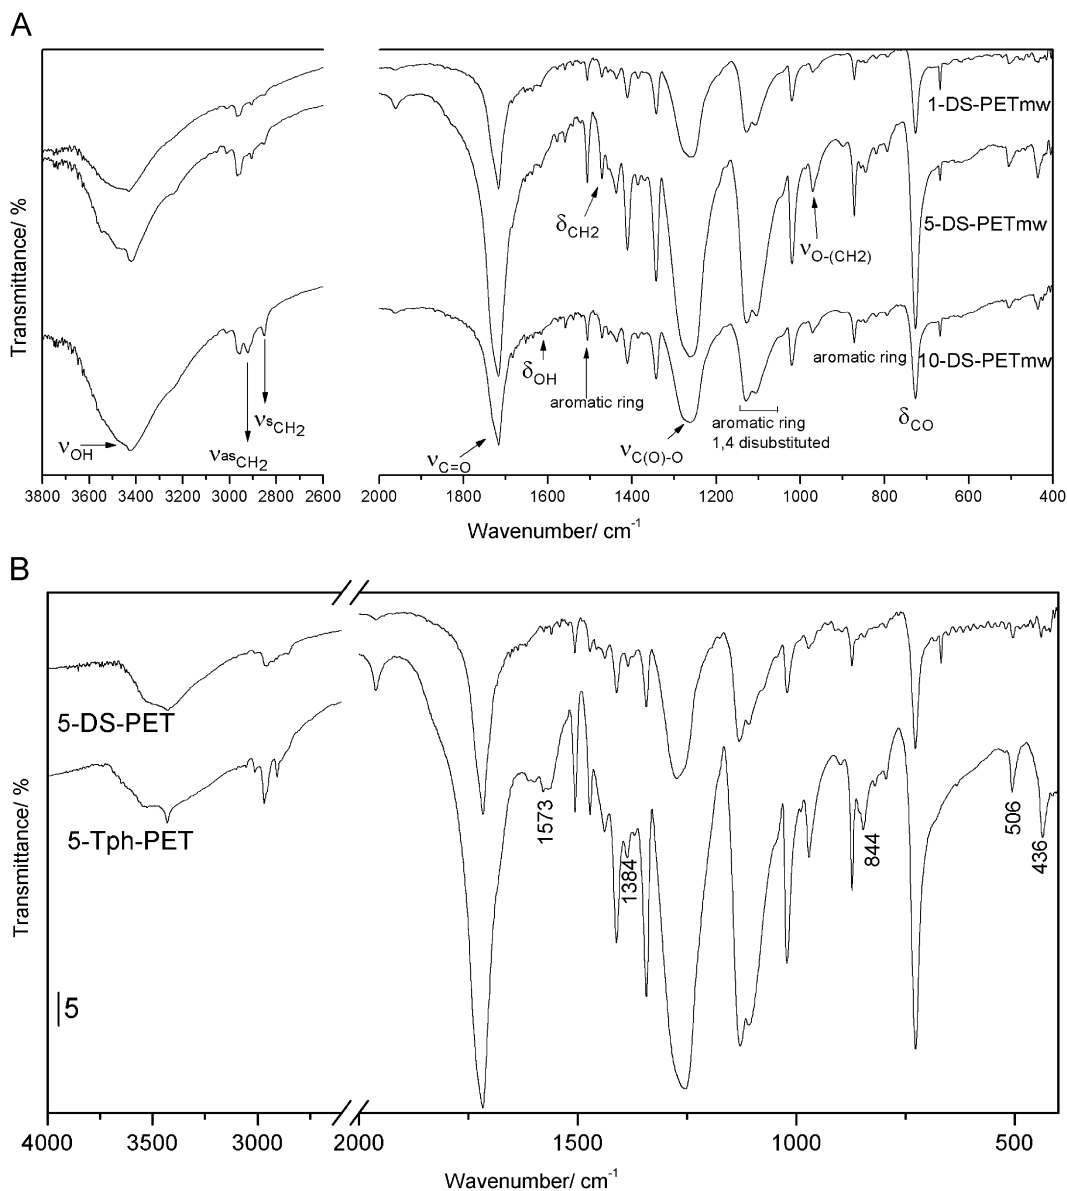 A
1-DS-PETmw
5-DS-PETmw
10-DS-PETmw
δCH2
νO-(CH2)
aromatic ring
δOH
aromatic ring
νC(O)-O
aromatic ring
1,4 disubstituted
δCO
νOH
νasCH2
νsCH2
νC=O
Transmittance/ %
3800 3600 3400 3200 3000 2800 2600 2000 1800 1600 1400 1200 1000 800 600 400
Wavenumber/ cm-1
B
5-DS-PET
5-Tph-PET
1573
1384
844
506
436
5
Transmittance/ %
4000 3500 3000 2000 1500 1000 500
Wavenumber/ cm-1